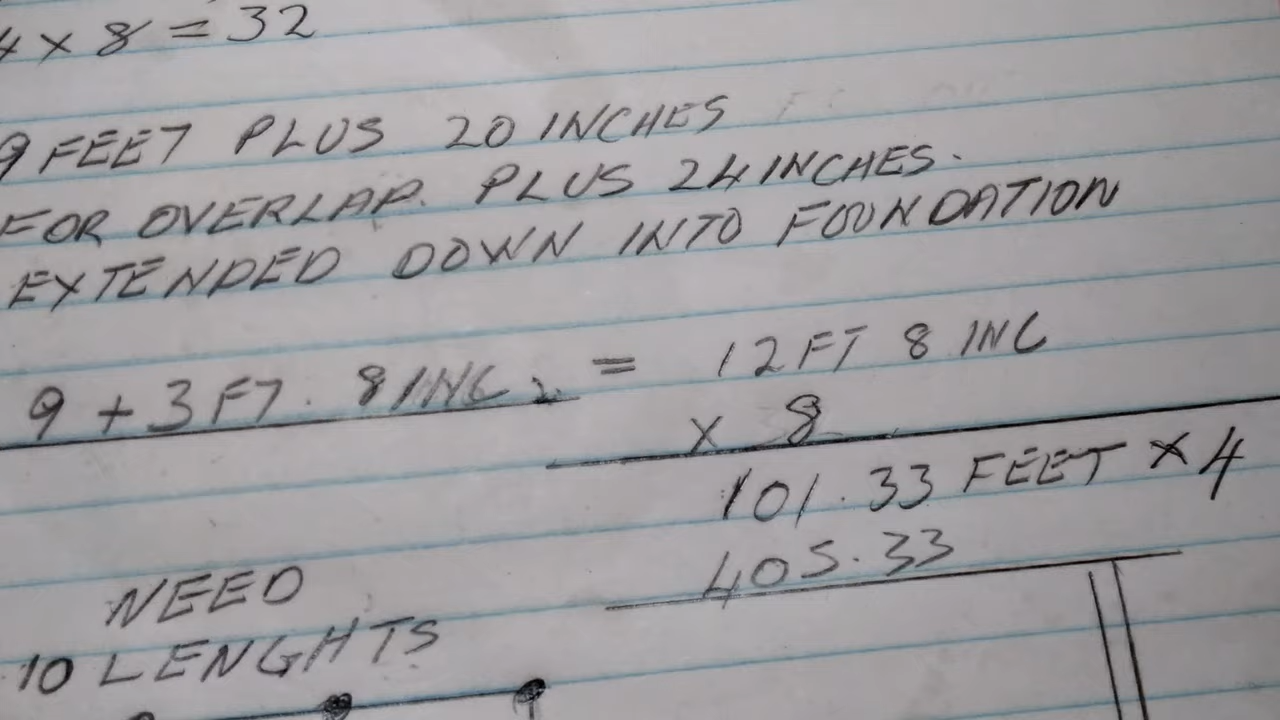 4 × 8 = 32
9 FEET PLUS 20 INCHES
FOR OVERLAP. PLUS 24 INCHES.
EXTENDED DOWN INTO FOUNDATION
9 + 3 FT. 8 INC = 12 FT 8 INC
× 8
101.33 FEET × 4
405.33
NEED
10 LENGHTS